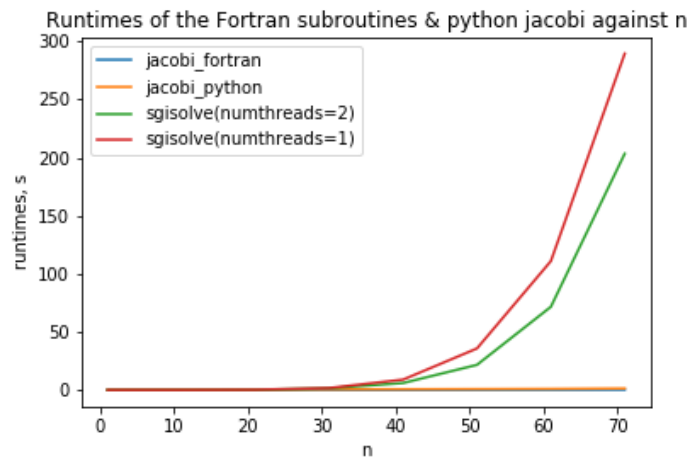 Runtimes of the Fortran subroutines & python jacobi against n
300
250
200
150
100
50
0
runtimes, s
jacobi_fortran
jacobi_python
sgisolve(numthreads=2)
sgisolve(numthreads=1)
0 10 20 30 40 50 60 70
n